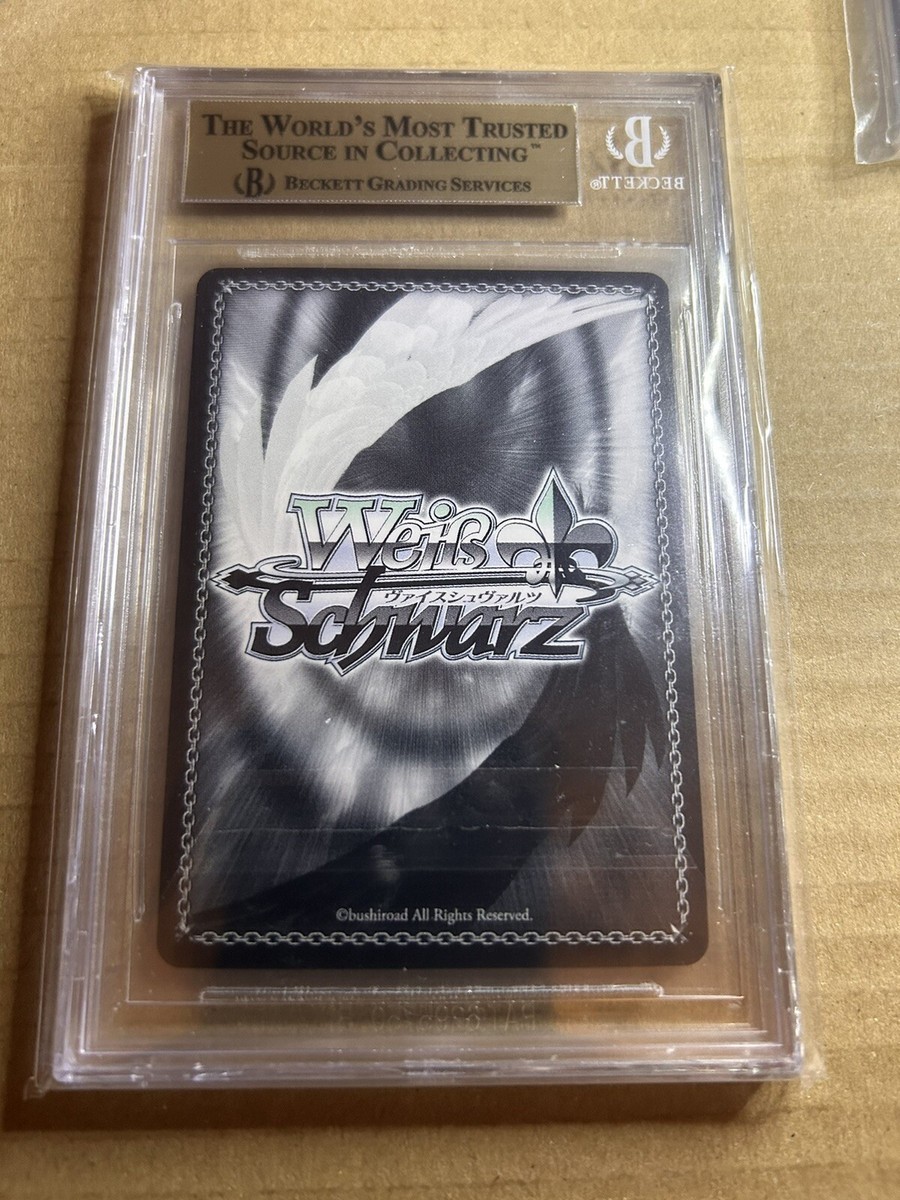 THE WORLD'S MOST TRUSTED
SOURCE IN COLLECTING™
B BECKETT GRADING SERVICES
B
BECKETT®
Weiß
ヴァイスシュヴァルツ
Schwarz
©bushiroad All Rights Reserved.